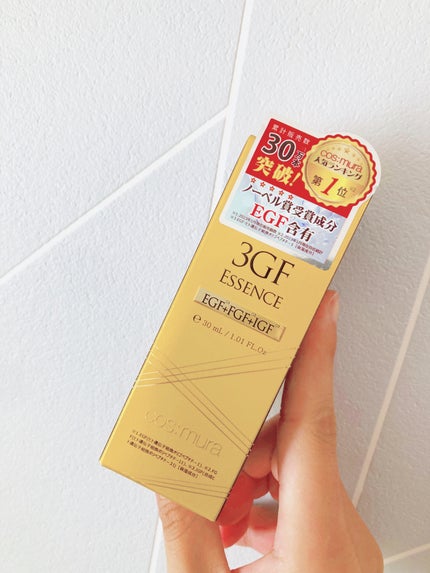 累計販売数
30万本
突破!
cos:mura
人気ランキング
第1位
☆☆☆☆☆
ノーベル賞受賞成分
EGF含有
3GF
ESSENCE
EGF+FGF+IGF
℮ 30 mL / 1.01 FL.Oz
cos:mura